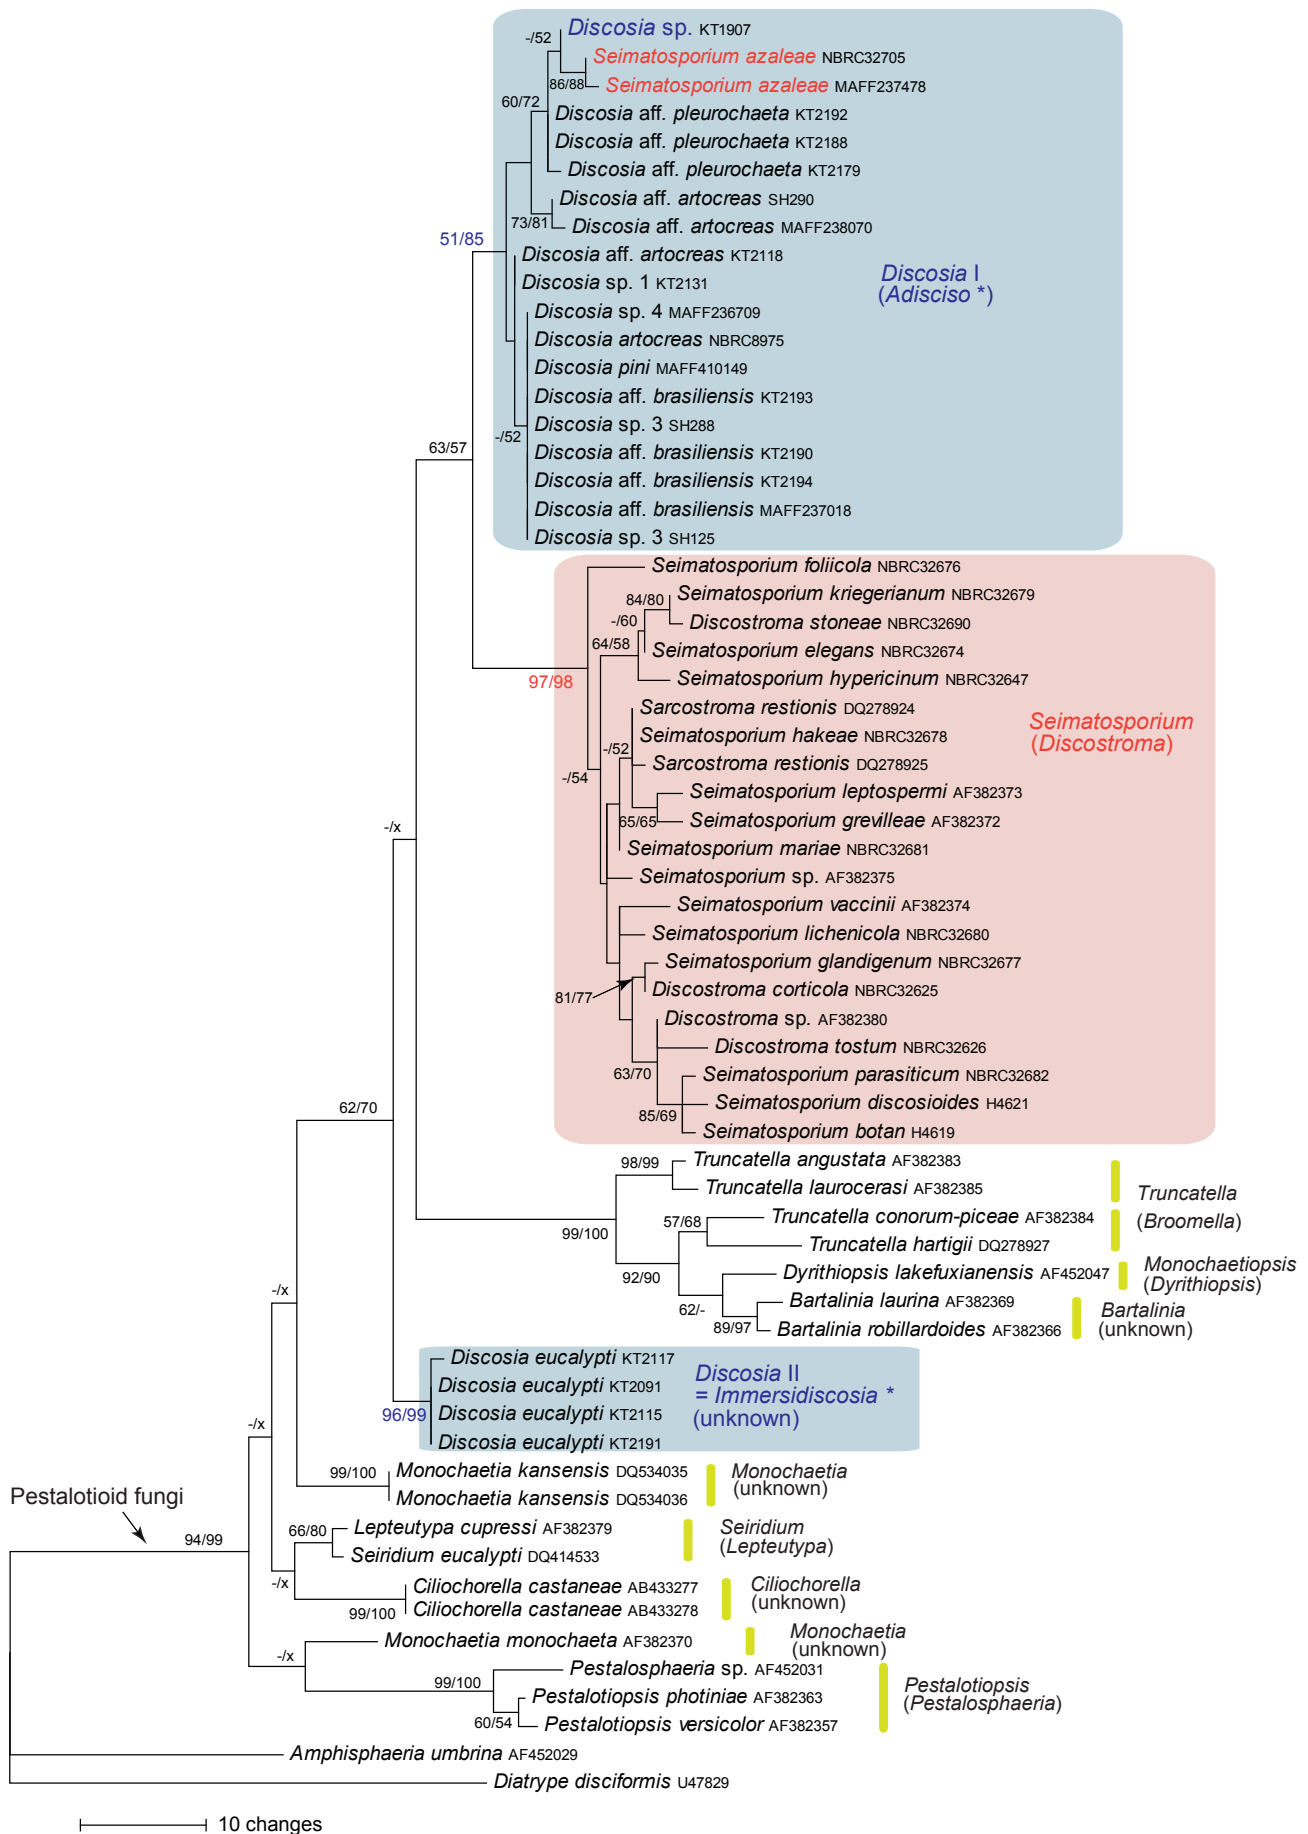 -/52
Discosia sp. KT1907
Seimatosporium azaleae NBRC32705
86/88
Seimatosporium azaleae MAFF237478
60/72
Discosia aff. pleurochaeta KT2192
Discosia aff. pleurochaeta KT2188
Discosia aff. pleurochaeta KT2179
Discosia aff. artocreas SH290
73/81
Discosia aff. artocreas MAFF238070
51/85
Discosia aff. artocreas KT2118
Discosia I
(Adisciso *)
Discosia sp. 1 KT2131
Discosia sp. 4 MAFF236709
Discosia artocreas NBRC8975
Discosia pini MAFF410149
Discosia aff. brasiliensis KT2193
Discosia sp. 3 SH288
-/52
63/57
Discosia aff. brasiliensis KT2190
Discosia aff. brasiliensis KT2194
Discosia aff. brasiliensis MAFF237018
Discosia sp. 3 SH125
Seimatosporium foliicola NBRC32676
84/80
Seimatosporium kriegerianum NBRC32679
-/60
Discostroma stoneae NBRC32690
64/58
Seimatosporium elegans NBRC32674
97/98
Seimatosporium hypericinum NBRC32647
Sarcostroma restionis DQ278924
Seimatosporium
(Discostroma)
Seimatosporium hakeae NBRC32678
-/52
Sarcostroma restionis DQ278925
-/54
Seimatosporium leptospermi AF382373
65/65
Seimatosporium grevilleae AF382372
-/x
Seimatosporium mariae NBRC32681
Seimatosporium sp. AF382375
Seimatosporium vaccinii AF382374
Seimatosporium lichenicola NBRC32680
Seimatosporium glandigenum NBRC32677
81/77
Discostroma corticola NBRC32625
Discostroma sp. AF382380
Discostroma tostum NBRC32626
63/70
Seimatosporium parasiticum NBRC32682
85/69
Seimatosporium discosioides H4621
62/70
Seimatosporium botan H4619
98/99
Truncatella angustata AF382383
Truncatella laurocerasi AF382385
Truncatella
(Broomella)
99/100
57/68
Truncatella conorum-piceae AF382384
Truncatella hartigii DQ278927
92/90
Dyrithiopsis lakefuxianensis AF452047
Monochaetiopsis
(Dyrithiopsis)
62/-
Bartalinia laurina AF382369
89/97
Bartalinia robillardoides AF382366
Bartalinia
(unknown)
-/x
Discosia eucalypti KT2117
Discosia eucalypti KT2091
96/99
Discosia eucalypti KT2115
Discosia eucalypti KT2191
Discosia II
= Immersidiscosia *
(unknown)
-/x
99/100
Monochaetia kansensis DQ534035
Monochaetia kansensis DQ534036
Monochaetia
(unknown)
Pestalotioid fungi
94/99
66/80
Lepteutypa cupressi AF382379
Seiridium eucalypti DQ414533
Seiridium
(Lepteutypa)
-/x
Ciliochorella castaneae AB433277
99/100
Ciliochorella castaneae AB433278
Ciliochorella
(unknown)
-/x
Monochaetia monochaeta AF382370
Monochaetia
(unknown)
99/100
Pestalosphaeria sp. AF452031
Pestalotiopsis photiniae AF382363
60/54
Pestalotiopsis versicolor AF382357
Pestalotiopsis
(Pestalosphaeria)
Amphisphaeria umbrina AF452029
Diatrype disciformis U47829
10 changes